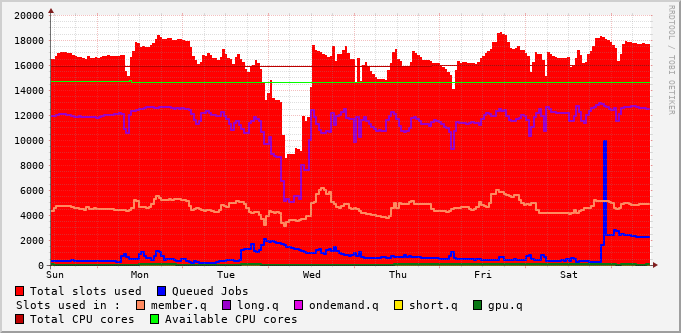 20000
18000
16000
14000
12000
10000
8000
6000
4000
2000
0
Sun Mon Tue Wed Thu Fri Sat
Total slots used Queued Jobs
Slots used in : member.q long.q ondemand.q short.q gpu.q
Total CPU cores Available CPU cores
RRDTOOL / TOBI OETIKER